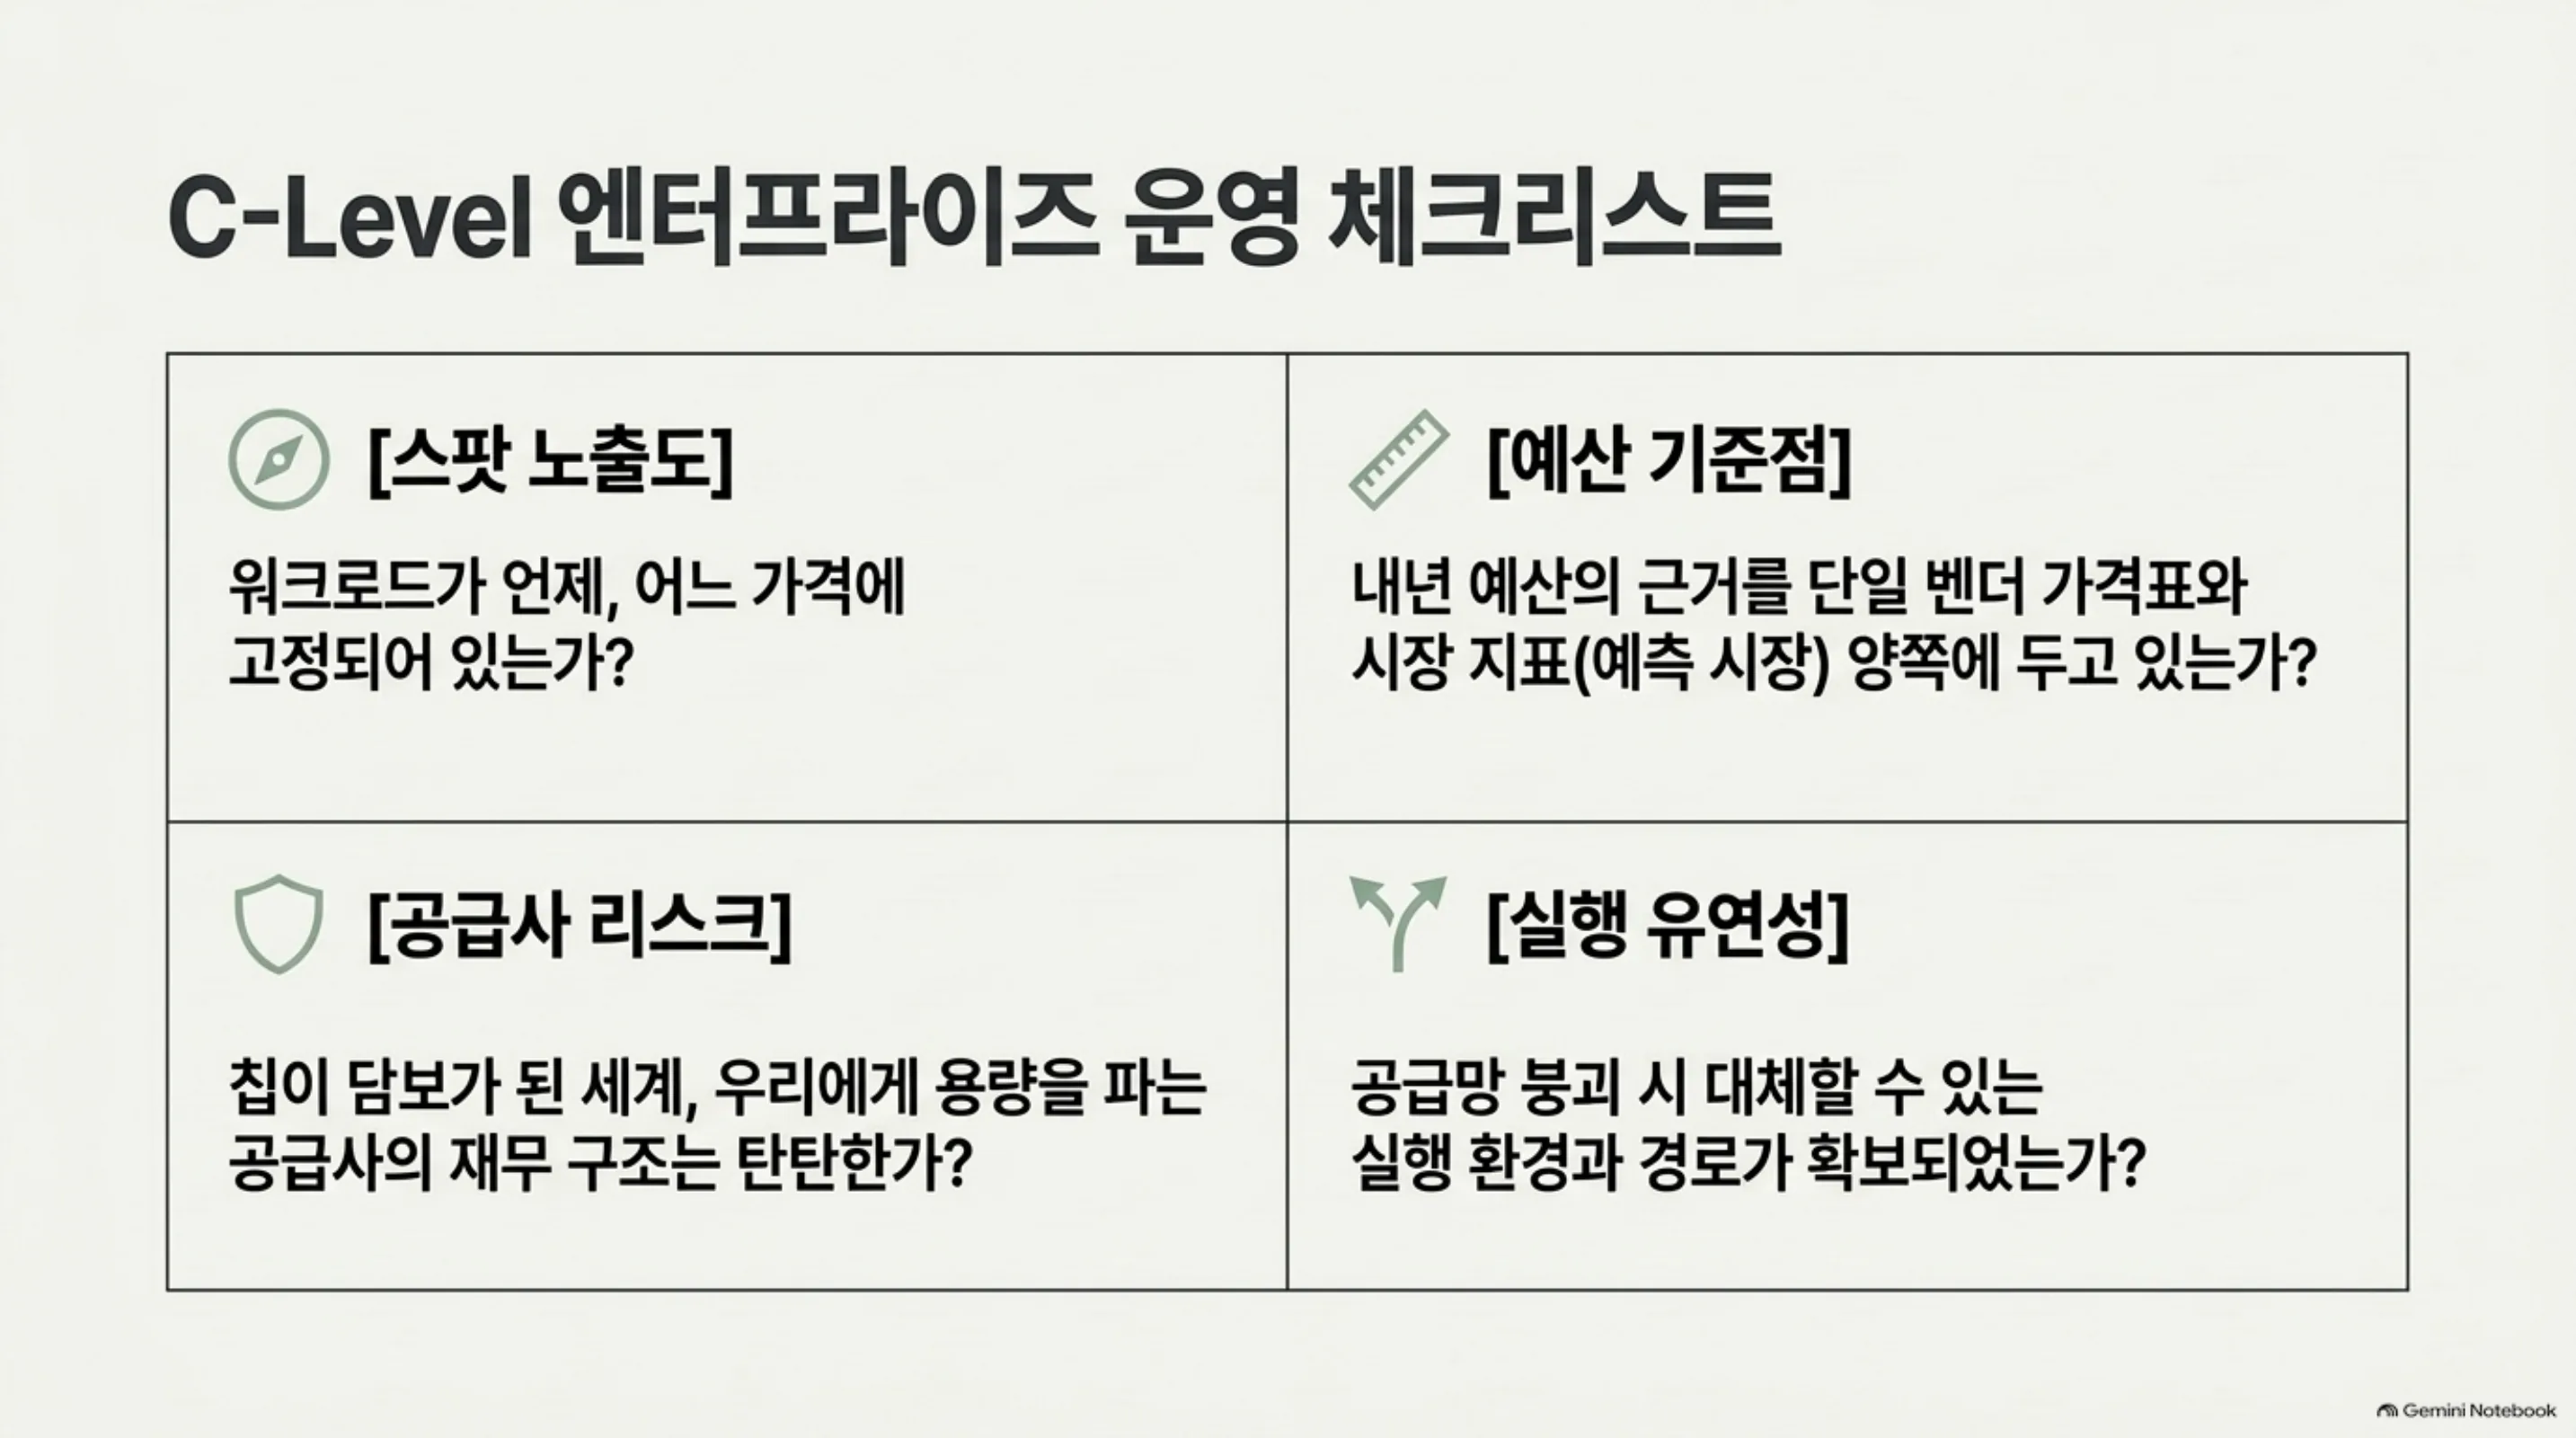 C-Level 엔터프라이즈 운영 체크리스트
[스팟 노출도]
워크로드가 언제, 어느 가격에
고정되어 있는가?
[예산 기준점]
내년 예산의 근거를 단일 벤더 가격표와
시장 지표(예측 시장) 양쪽에 두고 있는가?
[공급사 리스크]
칩이 담보가 된 세계, 우리에게 용량을 파는
공급사의 재무 구조는 탄탄한가?
[실행 유연성]
공급망 붕괴 시 대체할 수 있는
실행 환경과 경로가 확보되었는가?
Gemini Notebook